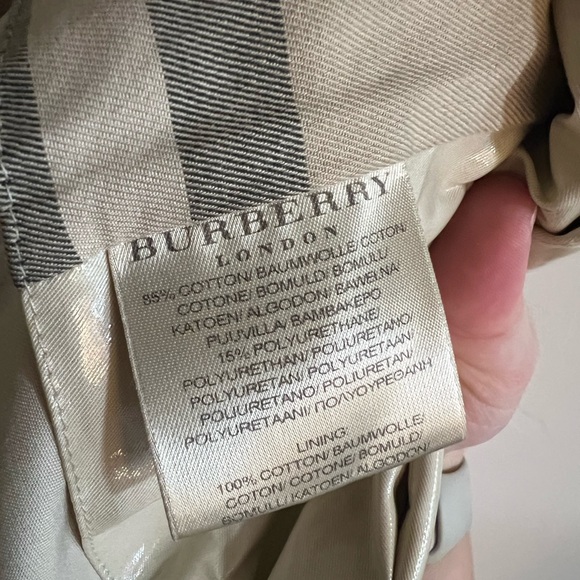 BURBERRY
LONDON
85% COTTON/ BAUMWOLLE/ COTON/
COTONE/ BOMULD/ BOMULL/
KATOEN/ ALGODON/ BAWEŁNA
PUUVILLA/ ΒΑΜΒΑΚΕΡΟ
15% POLYURETHANE/
POLYURETHAN/ POLIURETANO
POLYURETAN/ POLYURETAAN/
POLIURETANO/ POLIURETAN/
POLYURETAANI/ ΠΟΛΥΟΥΡΕΘΑΝΗ
LINING:
100% COTTON/ BAUMWOLLE/
COTON/ COTONE/ BOMULD/
BOMULL/ KATOEN/ ALGODON